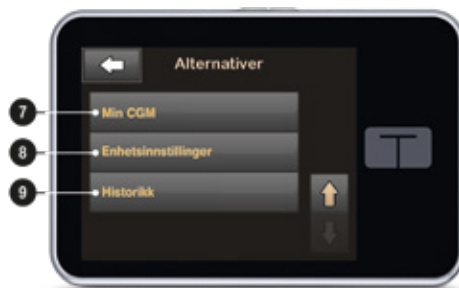 Alternativer
7 Min CGM
8 Enhetsinnstillinger
9 Historikk